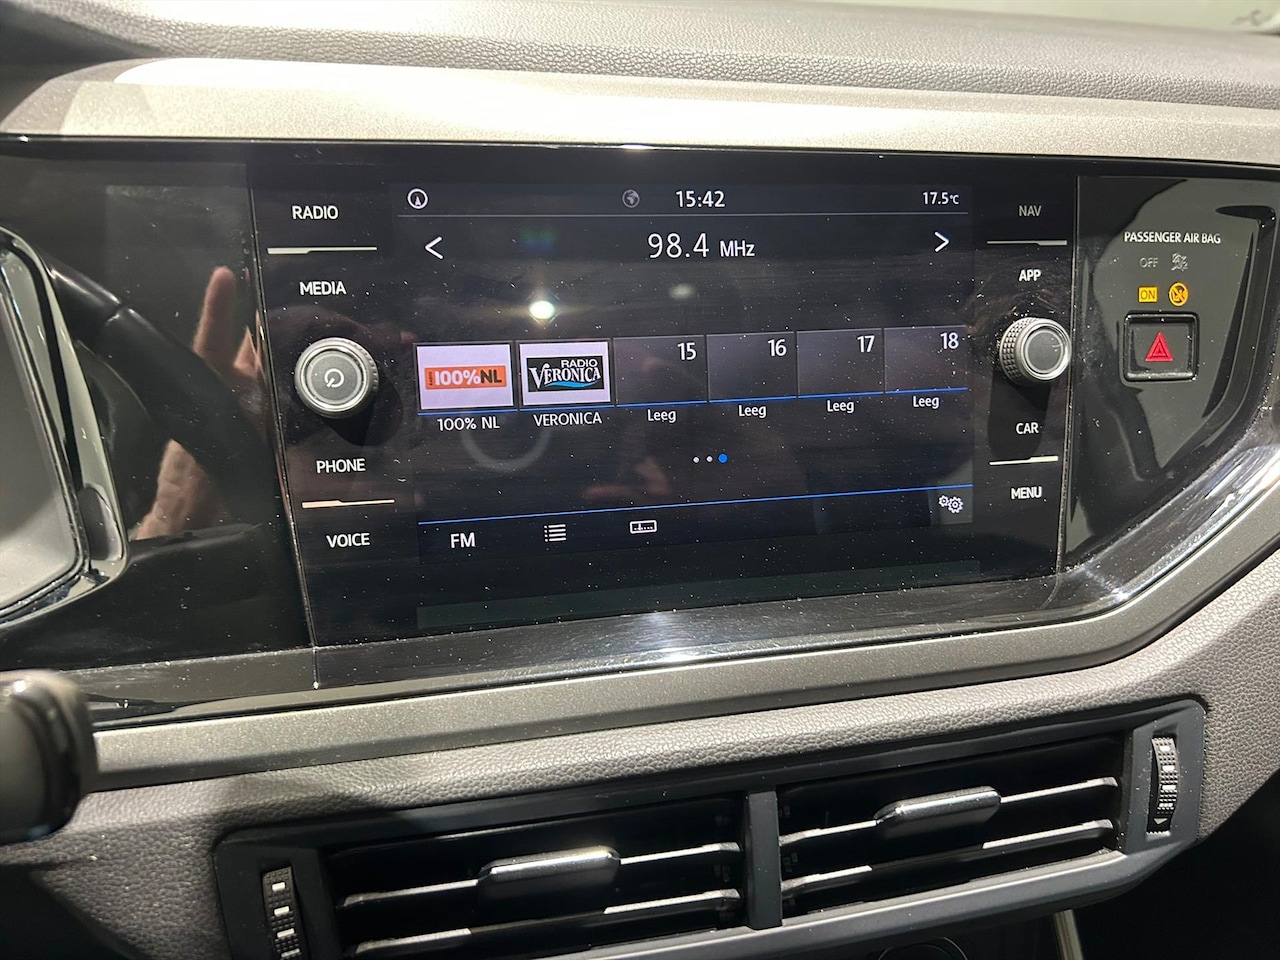 15:42
17.5°C
98.4 MHz
RADIO
MEDIA
PHONE
VOICE
100%NL
RADIO
VERONICA
15
16
17
18
100% NL
VERONICA
Leeg
Leeg
Leeg
Leeg
FM
NAV
APP
CAR
MENU
PASSENGER AIR BAG
OFF
ON